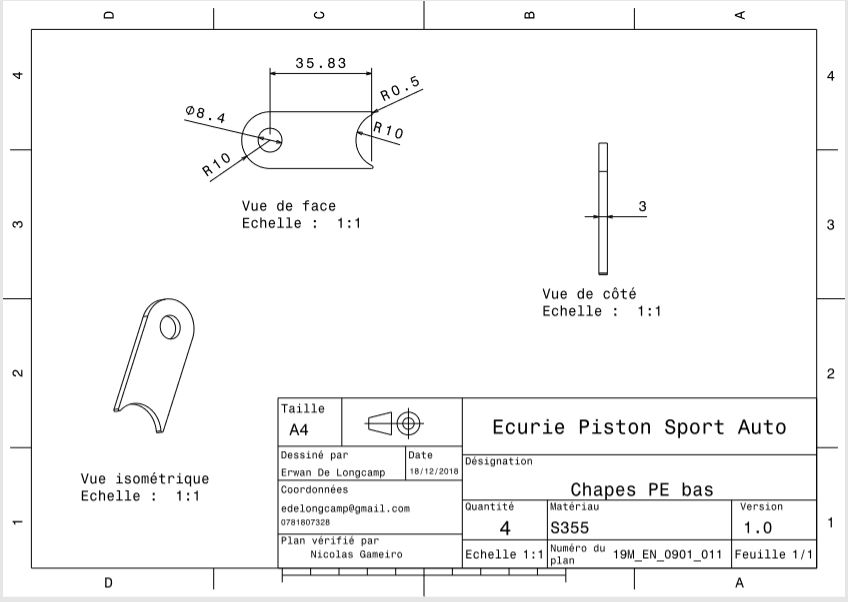 D C B A
4 4
35.83
R0.5
Ø8.4
R10
R10
Vue de face
Echelle : 1:1
3 3
3
Vue de côté
Echelle : 1:1
2 2
Vue isométrique
Echelle : 1:1
Taille
A4
Ecurie Piston Sport Auto
Dessiné par
Erwan De Longcamp
Date
18/12/2018
Désignation
Chapes PE bas
Coordonnées
edelongcamp@gmail.com
0781807328
Quantité
4
Matériau
S355
Version
1.0
Plan vérifié par
Nicolas Gameiro
Echelle 1:1
Numéro du
plan
19M_EN_0901_011
Feuille 1/1
1 1
D A